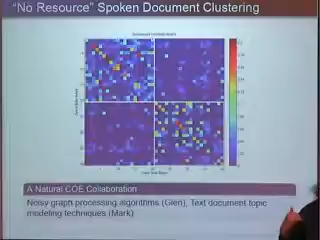 "No Resource" Spoken Document Clustering
A Natural COE Collaboration
Noisy graph processing algorithms (Glen), Text document topic
modeling techniques (Mark)